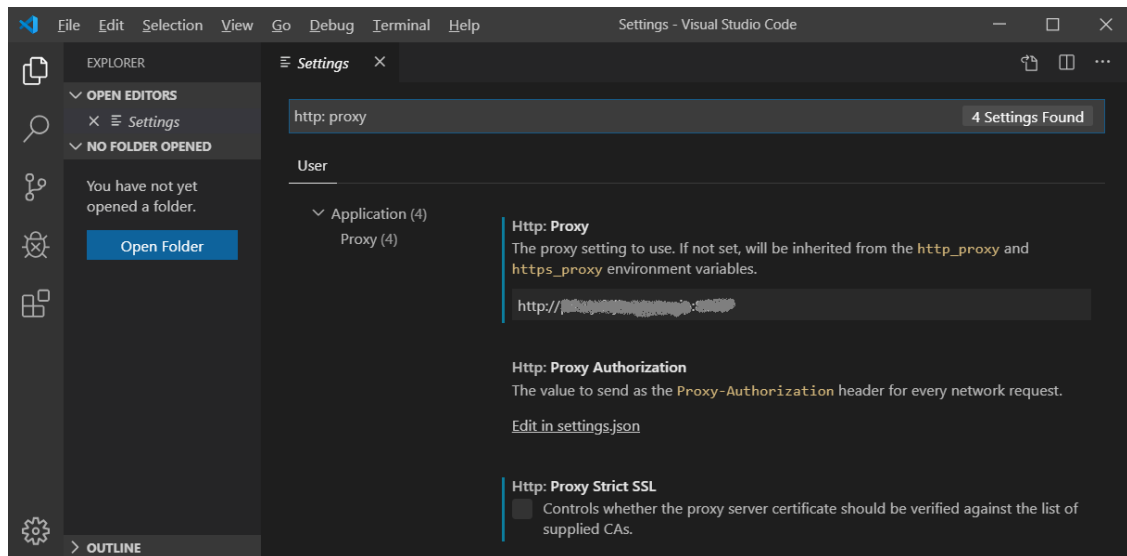 File Edit Selection View Go Debug Terminal Help Settings - Visual Studio Code
EXPLORER
Settings
OPEN EDITORS
Settings
NO FOLDER OPENED
You have not yet
opened a folder.
Open Folder
OUTLINE
http: proxy 4 Settings Found
User
Application (4)
Proxy (4)
Http: Proxy
The proxy setting to use. If not set, will be inherited from the http_proxy and
https_proxy environment variables.
http:// :
Http: Proxy Authorization
The value to send as the Proxy-Authorization header for every network request.
Edit in settings.json
Http: Proxy Strict SSL
Controls whether the proxy server certificate should be verified against the list of
supplied CAs.